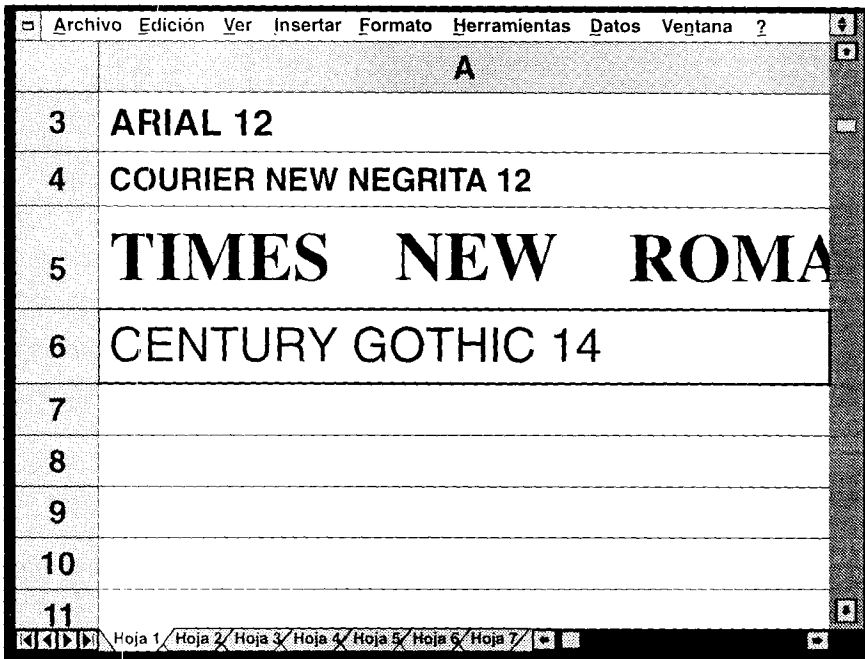 Archivo Edición Ver Insertar Formato Herramientas Datos Ventana ?
A
3 ARIAL 12
4 COURIER NEW NEGRITA 12
5 TIMES NEW ROMA
6 CENTURY GOTHIC 14
7
8
9
10
11
Hoja 1 Hoja 2 Hoja 3 Hoja 4 Hoja 5 Hoja 6 Hoja 7